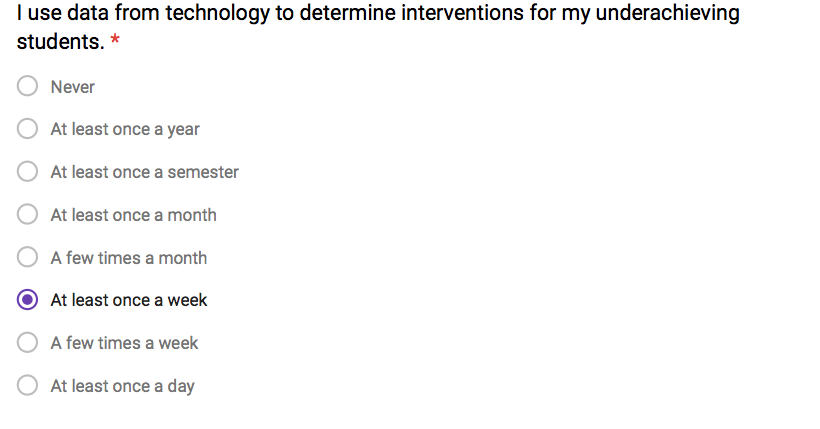 I use data from technology to determine interventions for my underachieving
students. *
Never
At least once a year
At least once a semester
At least once a month
A few times a month
At least once a week
A few times a week
At least once a day